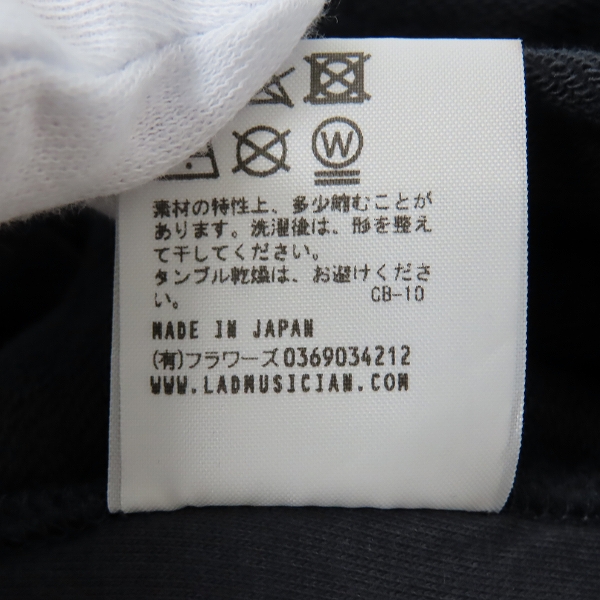 W
素材の特性上、多少縮むことが
あります。洗濯後は、形を整え
て干してください。
タンブル乾燥は、お避けくださ
い。 CB-10
MADE IN JAPAN
(有)フラワーズ0369034212
WWW.LADMUSICIAN.COM